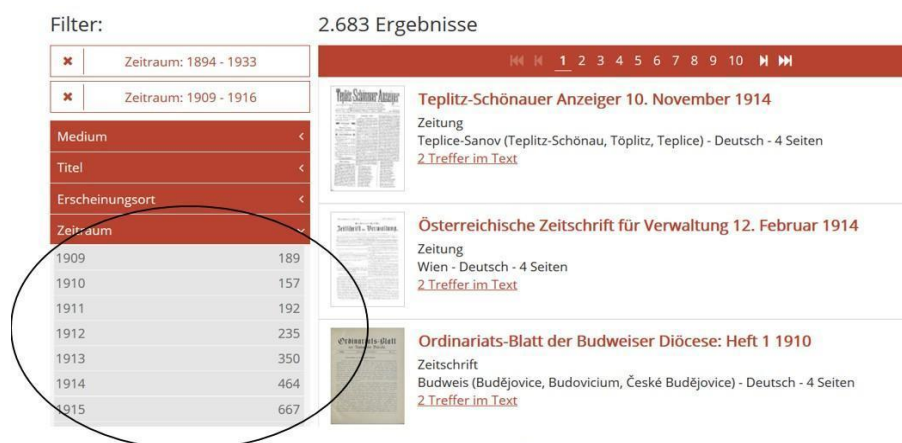 Filter:
✖ Zeitraum: 1894 - 1933
✖ Zeitraum: 1909 - 1916
Medium
Titel
Erscheinungsort
Zeitraum
1909 189
1910 157
1911 192
1912 235
1913 350
1914 464
1915 667
2.683 Ergebnisse
1 2 3 4 5 6 7 8 9 10
Teplitz-Schönauer Anzeiger
Teplitz-Schönauer Anzeiger 10. November 1914
Zeitung
Teplice-Sanov (Teplitz-Schönau, Töplitz, Teplice) - Deutsch - 4 Seiten
2 Treffer im Text
Österreichische Zeitschrift für Verwaltung 12. Februar 1914
Zeitung
Wien - Deutsch - 4 Seiten
2 Treffer im Text
Ordinariats-Blatt
Ordinariats-Blatt der Budweiser Diöcese: Heft 1 1910
Zeitschrift
Budweis (Budějovice, Budovicium, České Budějovice) - Deutsch - 4 Seiten
2 Treffer im Text